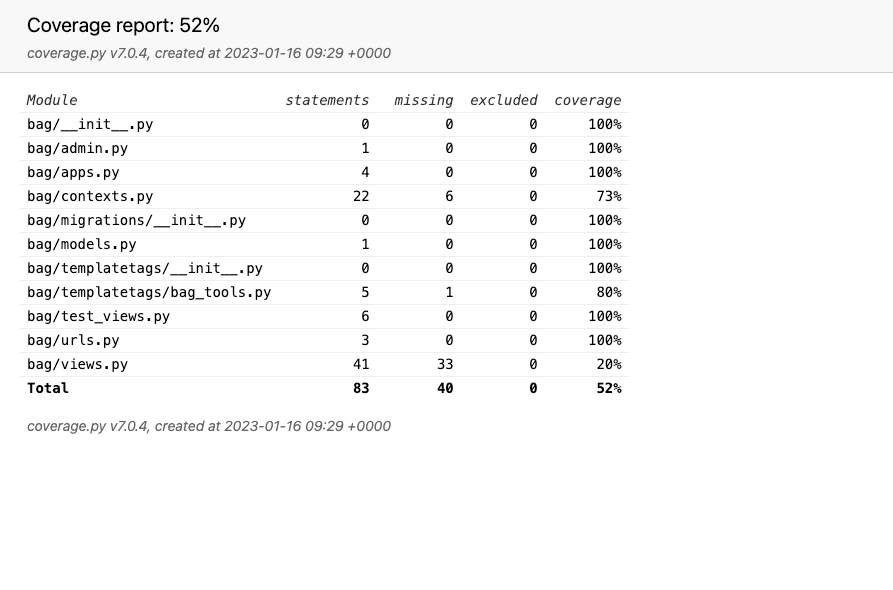 Coverage report: 52%
coverage.py v7.0.4, created at 2023-01-16 09:29 +0000
Module statements missing excluded coverage
bag/__init__.py 0 0 0 100%
bag/admin.py 1 0 0 100%
bag/apps.py 4 0 0 100%
bag/contexts.py 22 6 0 73%
bag/migrations/__init__.py 0 0 0 100%
bag/models.py 1 0 0 100%
bag/templatetags/__init__.py 0 0 0 100%
bag/templatetags/bag_tools.py 5 1 0 80%
bag/test_views.py 6 0 0 100%
bag/urls.py 3 0 0 100%
bag/views.py 41 33 0 20%
Total 83 40 0 52%
coverage.py v7.0.4, created at 2023-01-16 09:29 +0000